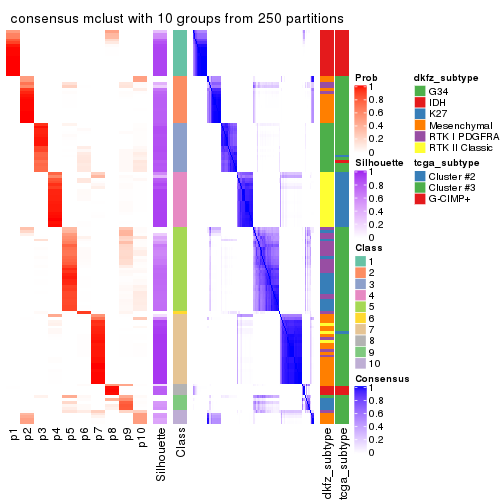 consensus mclust with 10 groups from 250 partitions
Prob
1
0.8
0.6
0.4
0.2
0
Silhouette
1
0.8
0.6
0.4
0.2
0
Class
1
2
3
4
5
6
7
8
9
10
Consensus
1
0.8
0.6
0.4
0.2
0
dkfz_subtype
G34
IDH
K27
Mesenchymal
RTK I PDGFRA
RTK II Classic
tcga_subtype
Cluster #2
Cluster #3
G-CIMP+
p1
p2
p3
p4
p5
p6
p7
p8
p9
p10
Silhouette
Class
dkfz_subtype
tcga_subtype